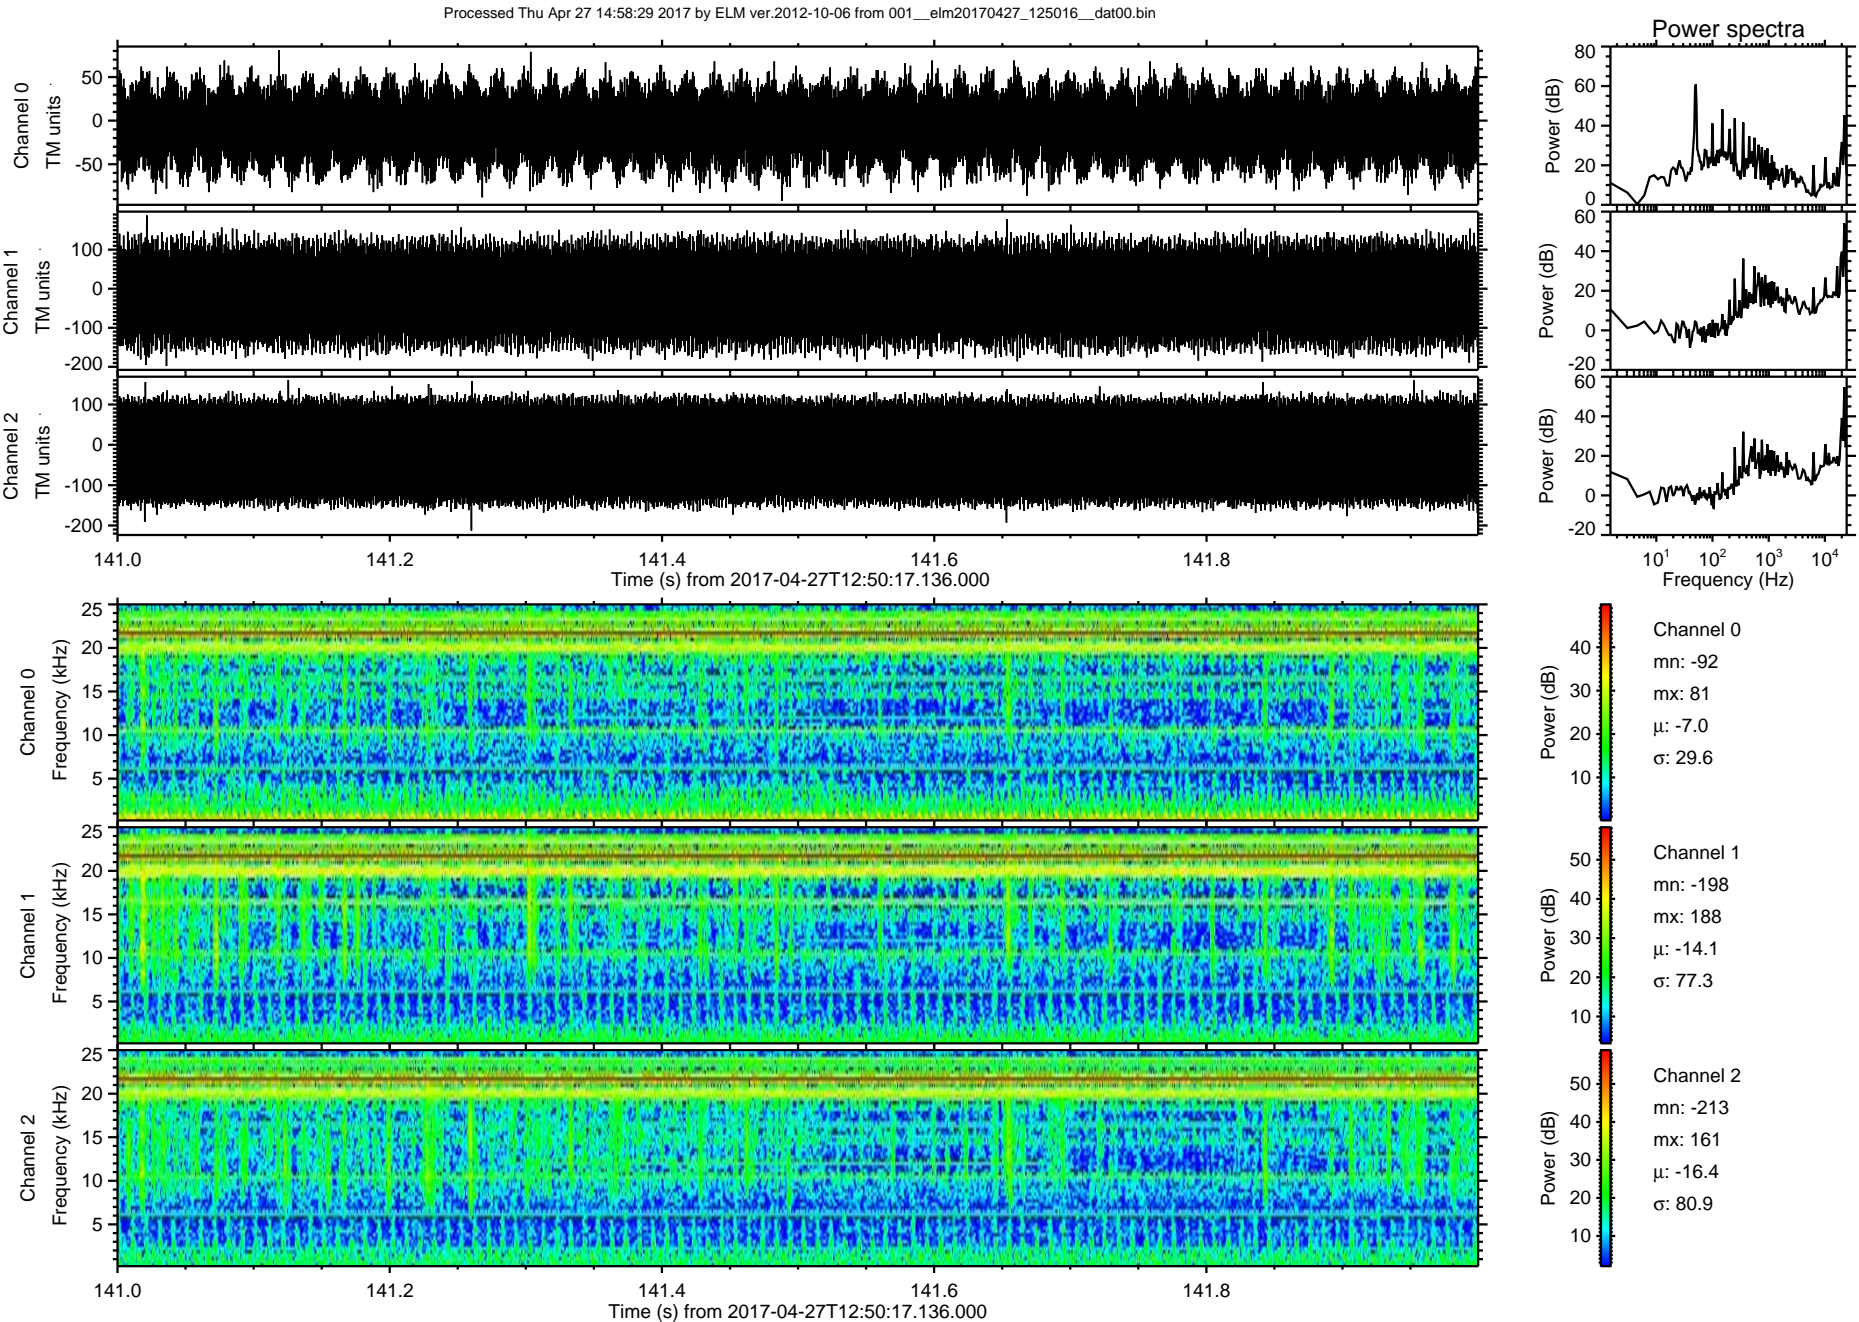 Processed Thu Apr 27 14:58:29 2017 by ELM ver.2012-10-06 from 001__elm20170427_125016__dat00.bin
Power spectra
Channel 0
TM units
50
0
-50
Power (dB)
80
60
40
20
0
Channel 1
TM units
100
0
-100
-200
Power (dB)
60
40
20
0
-20
Channel 2
TM units
100
0
-100
-200
Power (dB)
60
40
20
0
-20
141.0 141.2 141.4 141.6 141.8
Time (s) from 2017-04-27T12:50:17.136.000
10^1 10^2 10^3 10^4
Frequency (Hz)
Channel 0
Frequency (kHz)
25
20
15
10
5
Power (dB)
40
30
20
10
Channel 0
mn: -92
mx: 81
μ: -7.0
σ: 29.6
Channel 1
Frequency (kHz)
25
20
15
10
5
Power (dB)
50
40
30
20
10
Channel 1
mn: -198
mx: 188
μ: -14.1
σ: 77.3
Channel 2
Frequency (kHz)
25
20
15
10
5
Power (dB)
50
40
30
20
10
Channel 2
mn: -213
mx: 161
μ: -16.4
σ: 80.9
141.0 141.2 141.4 141.6 141.8
Time (s) from 2017-04-27T12:50:17.136.000